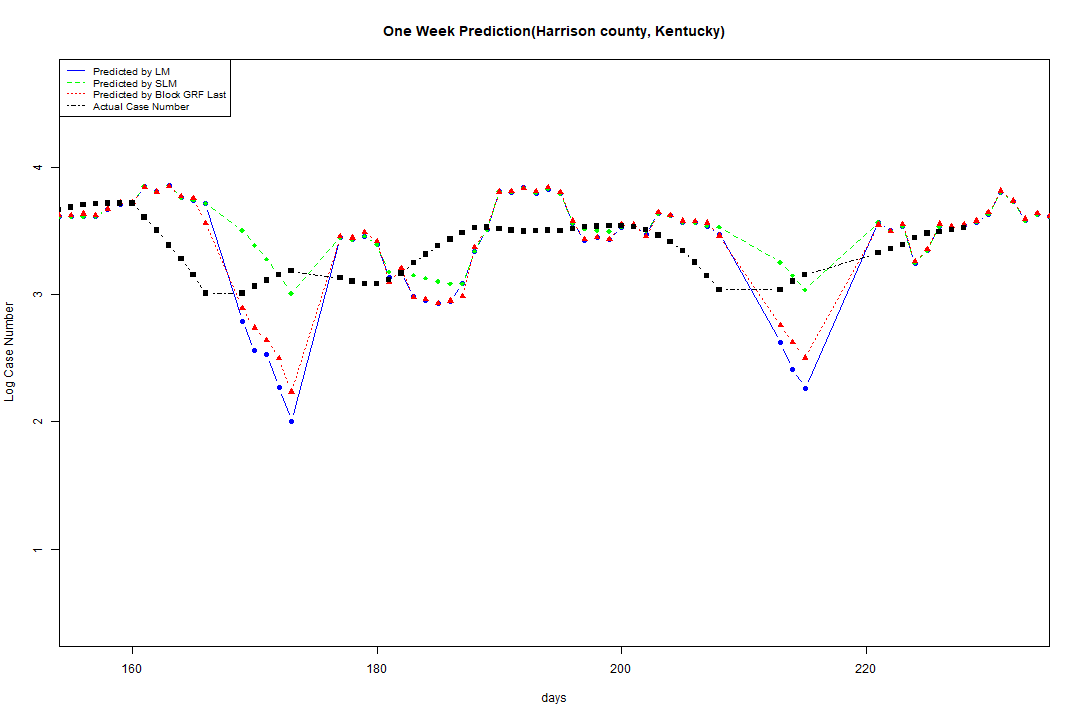 One Week Prediction(Harrison county, Kentucky)
Predicted by LM
Predicted by SLM
Predicted by Block GRF Last
Actual Case Number
4
3
2
1
Log Case Number
160 180 200 220
days